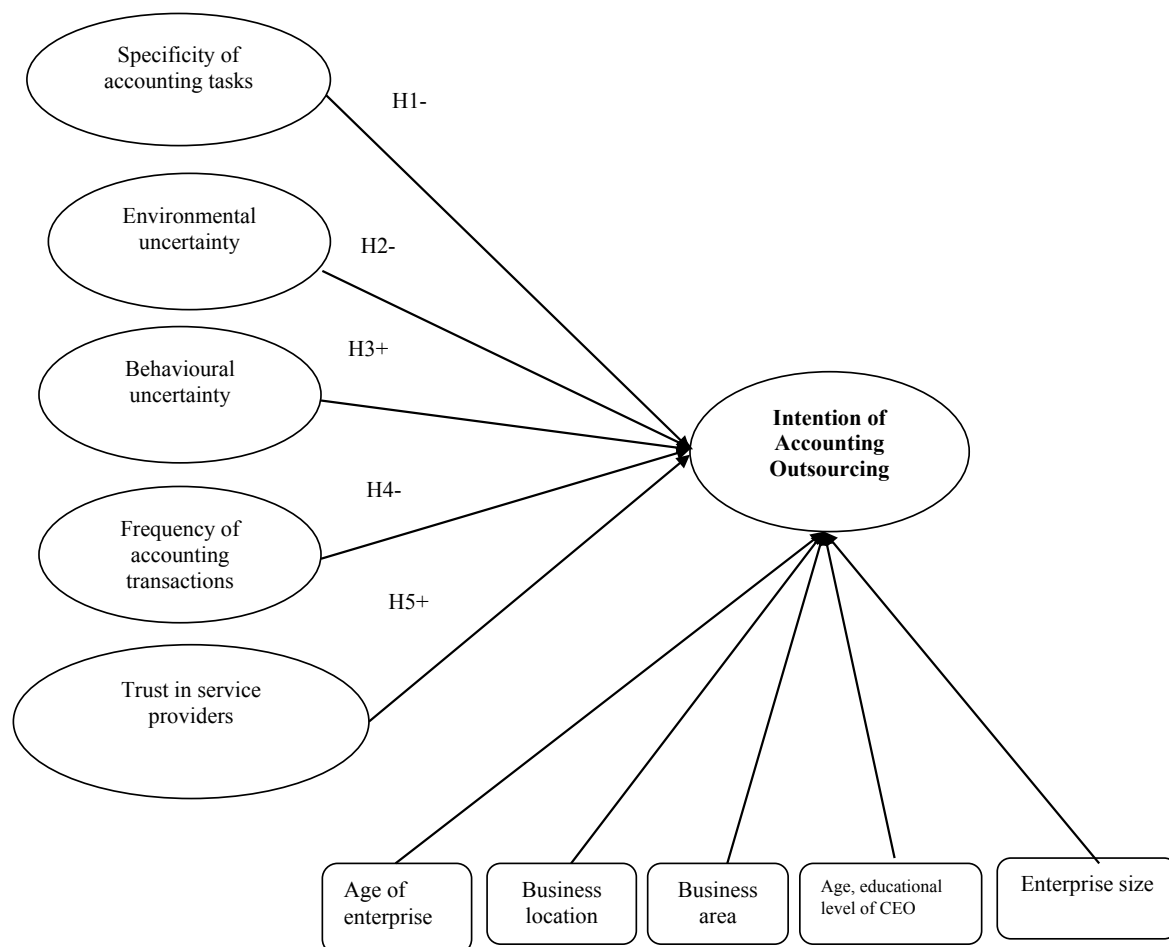 Specificity of
accounting tasks
H1-
Environmental
uncertainty
H2-
H3+
Behavioural
uncertainty
Intention of
Accounting
Outsourcing
H4-
Frequency of
accounting
transactions
H5+
Trust in service
providers
Age of
enterprise
Business
location
Business
area
Age, educational
level of CEO
Enterprise size